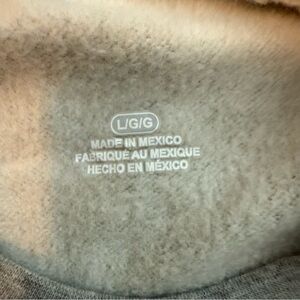 L/G/G
MADE IN MEXICO
FABRIQUÉ AU MEXIQUE
HECHO EN MÉXICO